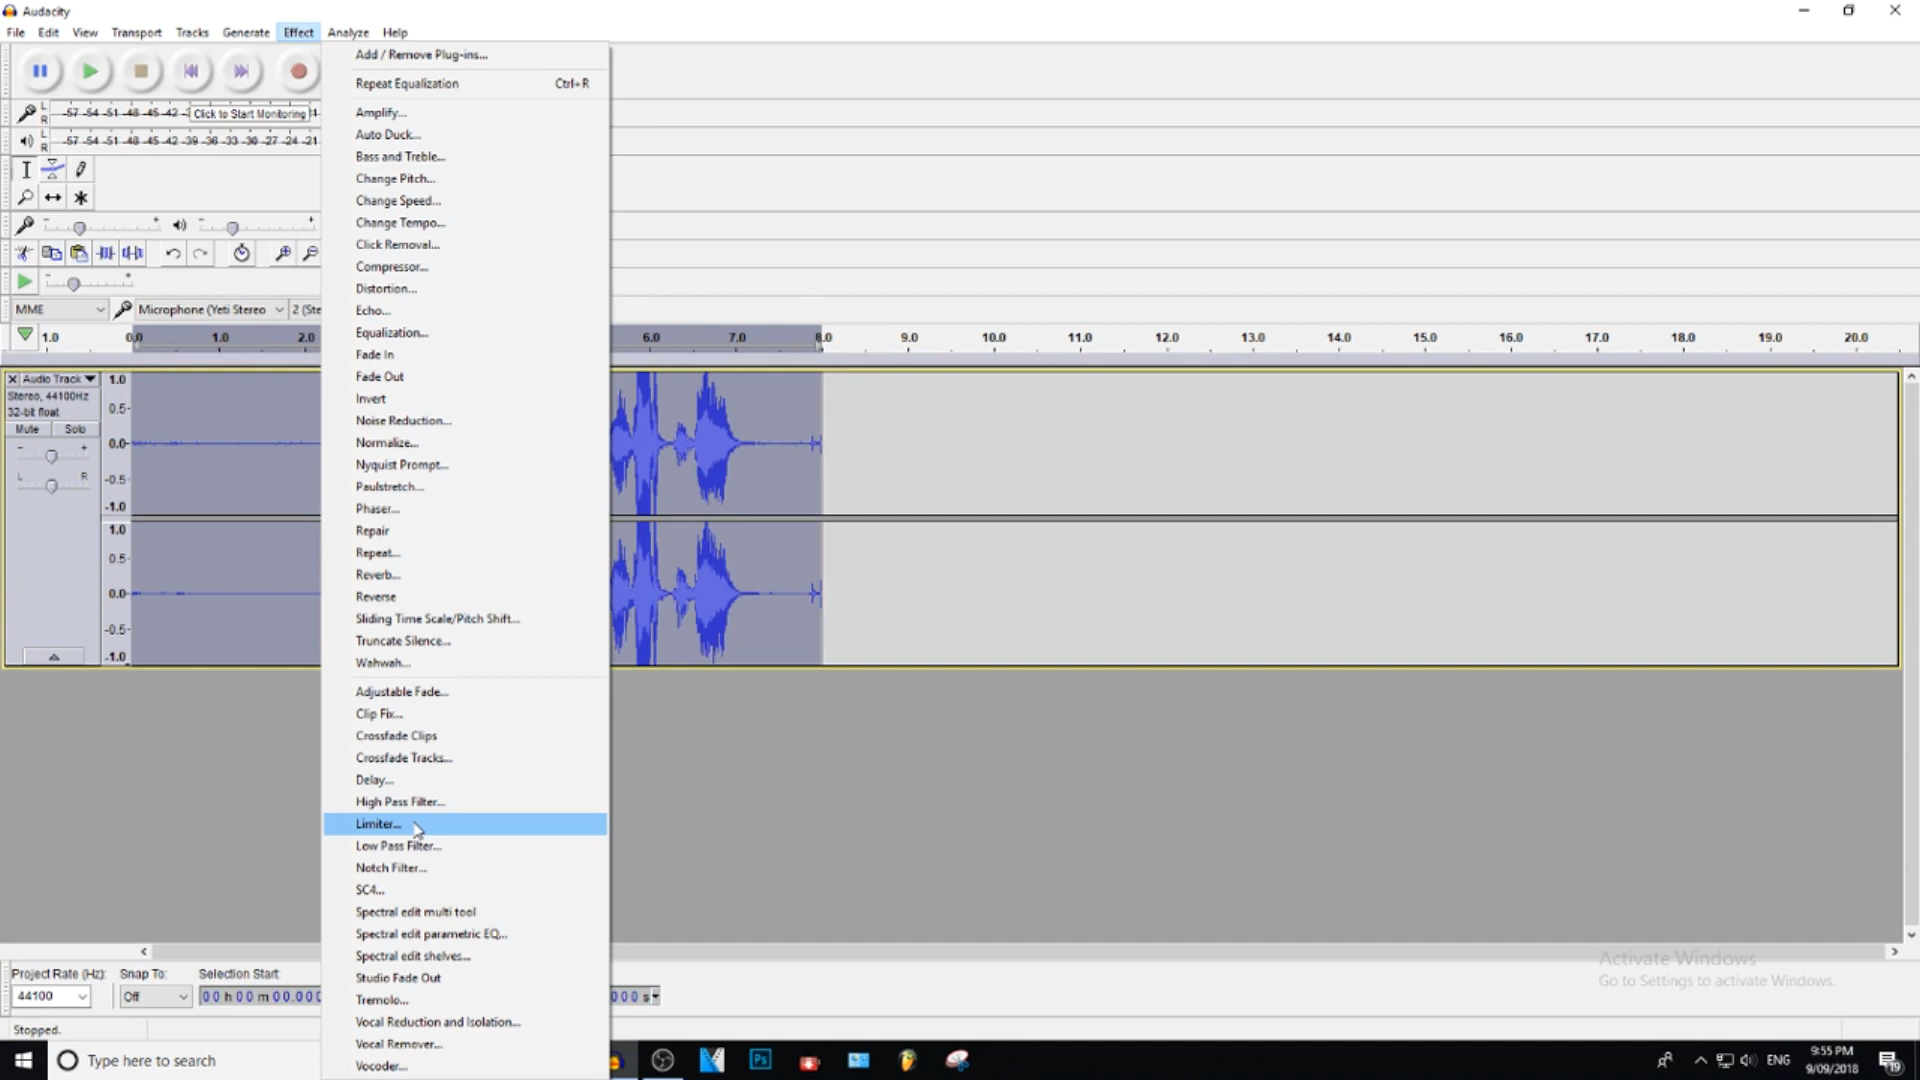 Audacity
File Edit View Transport Tracks Generate Effect Analyze Help
Add / Remove Plug-ins...
Repeat Equalization Ctrl+R
L
R
-57 -54 -51 -48 -45 -42 Click to Start Monitoring
L
R
-57 -54 -51 -48 -45 -42 -39 -36 -33 -30 -27 -24 -21
Amplify...
Auto Duck...
Bass and Treble...
Change Pitch...
Change Speed...
Change Tempo...
Click Removal...
Compressor...
Distortion...
Echo...
Equalization...
Fade In
Fade Out
Invert
Noise Reduction...
Normalize...
Nyquist Prompt...
Paulstretch...
Phaser...
Repair
Repeat...
Reverb...
Reverse
Sliding Time Scale/Pitch Shift...
Truncate Silence...
Wahwah...
Adjustable Fade...
Clip Fix...
Crossfade Clips
Crossfade Tracks...
Delay...
High Pass Filter...
Limiter...
Low Pass Filter...
Notch Filter...
SC4...
Spectral edit multi tool
Spectral edit parametric EQ...
Spectral edit shelves...
Studio Fade Out
Tremolo...
Vocal Reduction and Isolation...
Vocal Remover...
Vocoder...
MME Microphone (Yeti Stereo 2 (Ste
1.0 0.0 1.0 2.0 6.0 7.0 8.0 9.0 10.0 11.0 12.0 13.0 14.0 15.0 16.0 17.0 18.0 19.0 20.0
X Audio Track 1.0
Stereo, 44100Hz
32-bit float 0.5-
Mute Solo
- + 0.0-
L R -0.5-
-1.0
1.0
0.5-
0.0-
-0.5-
-1.0
Activate Windows
Go to Settings to activate Windows.
Project Rate (Hz): Snap To: Selection Start
44100 Off 00 h 00 m 00.000 000 s
Stopped.
Type here to search
Ps
ENG
9:55 PM
9/09/2018
19